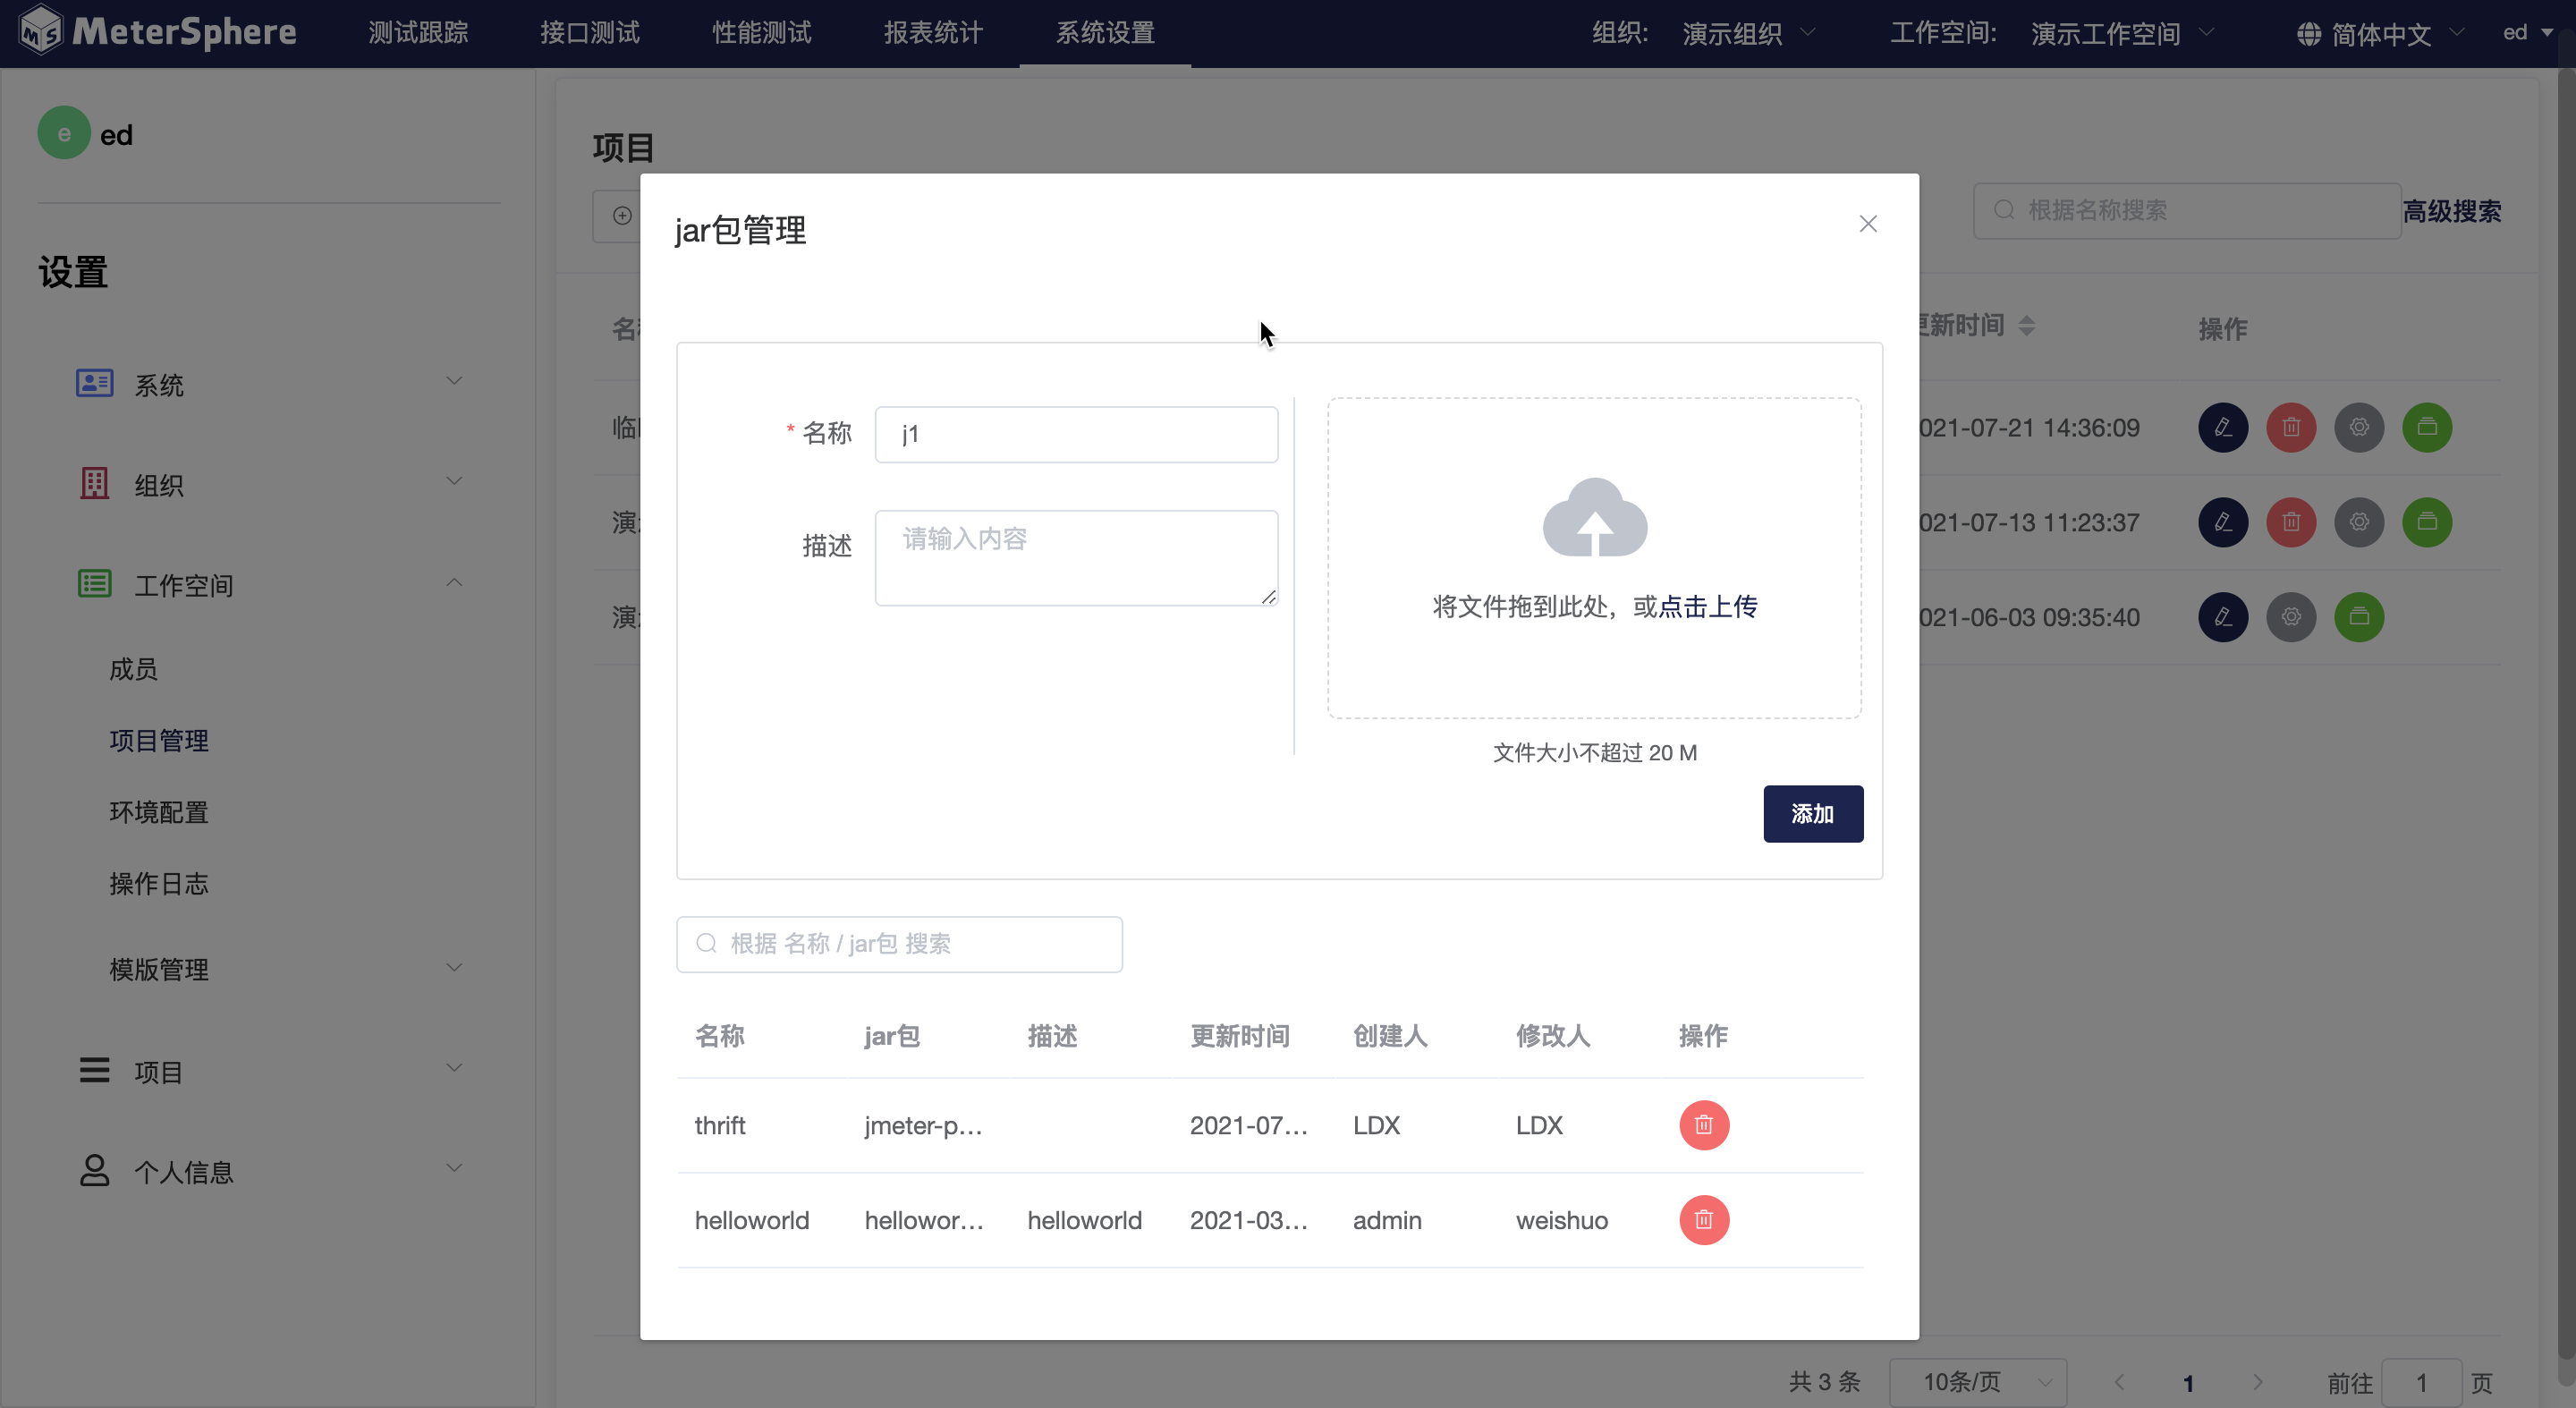 MeterSphere
测试跟踪
接口测试
性能测试
报表统计
系统设置
组织:
演示组织
工作空间:
演示工作空间
简体中文
ed
e
ed
设置
系统
组织
工作空间
成员
项目管理
环境配置
操作日志
模版管理
项目
个人信息
项目
根据名称搜索
高级搜索
更新时间
操作
021-07-21 14:36:09
021-07-13 11:23:37
021-06-03 09:35:40
jar包管理
* 名称
j1
描述
请输入内容
将文件拖到此处，或点击上传
文件大小不超过 20 M
添加
根据 名称 / jar包 搜索
名称 jar包 描述 更新时间 创建人 修改人 操作
thrift jmeter-p... 2021-07... LDX LDX
helloworld hellowor... helloworld 2021-03... admin weishuo
共 3 条
10条/页
1
前往 1 页